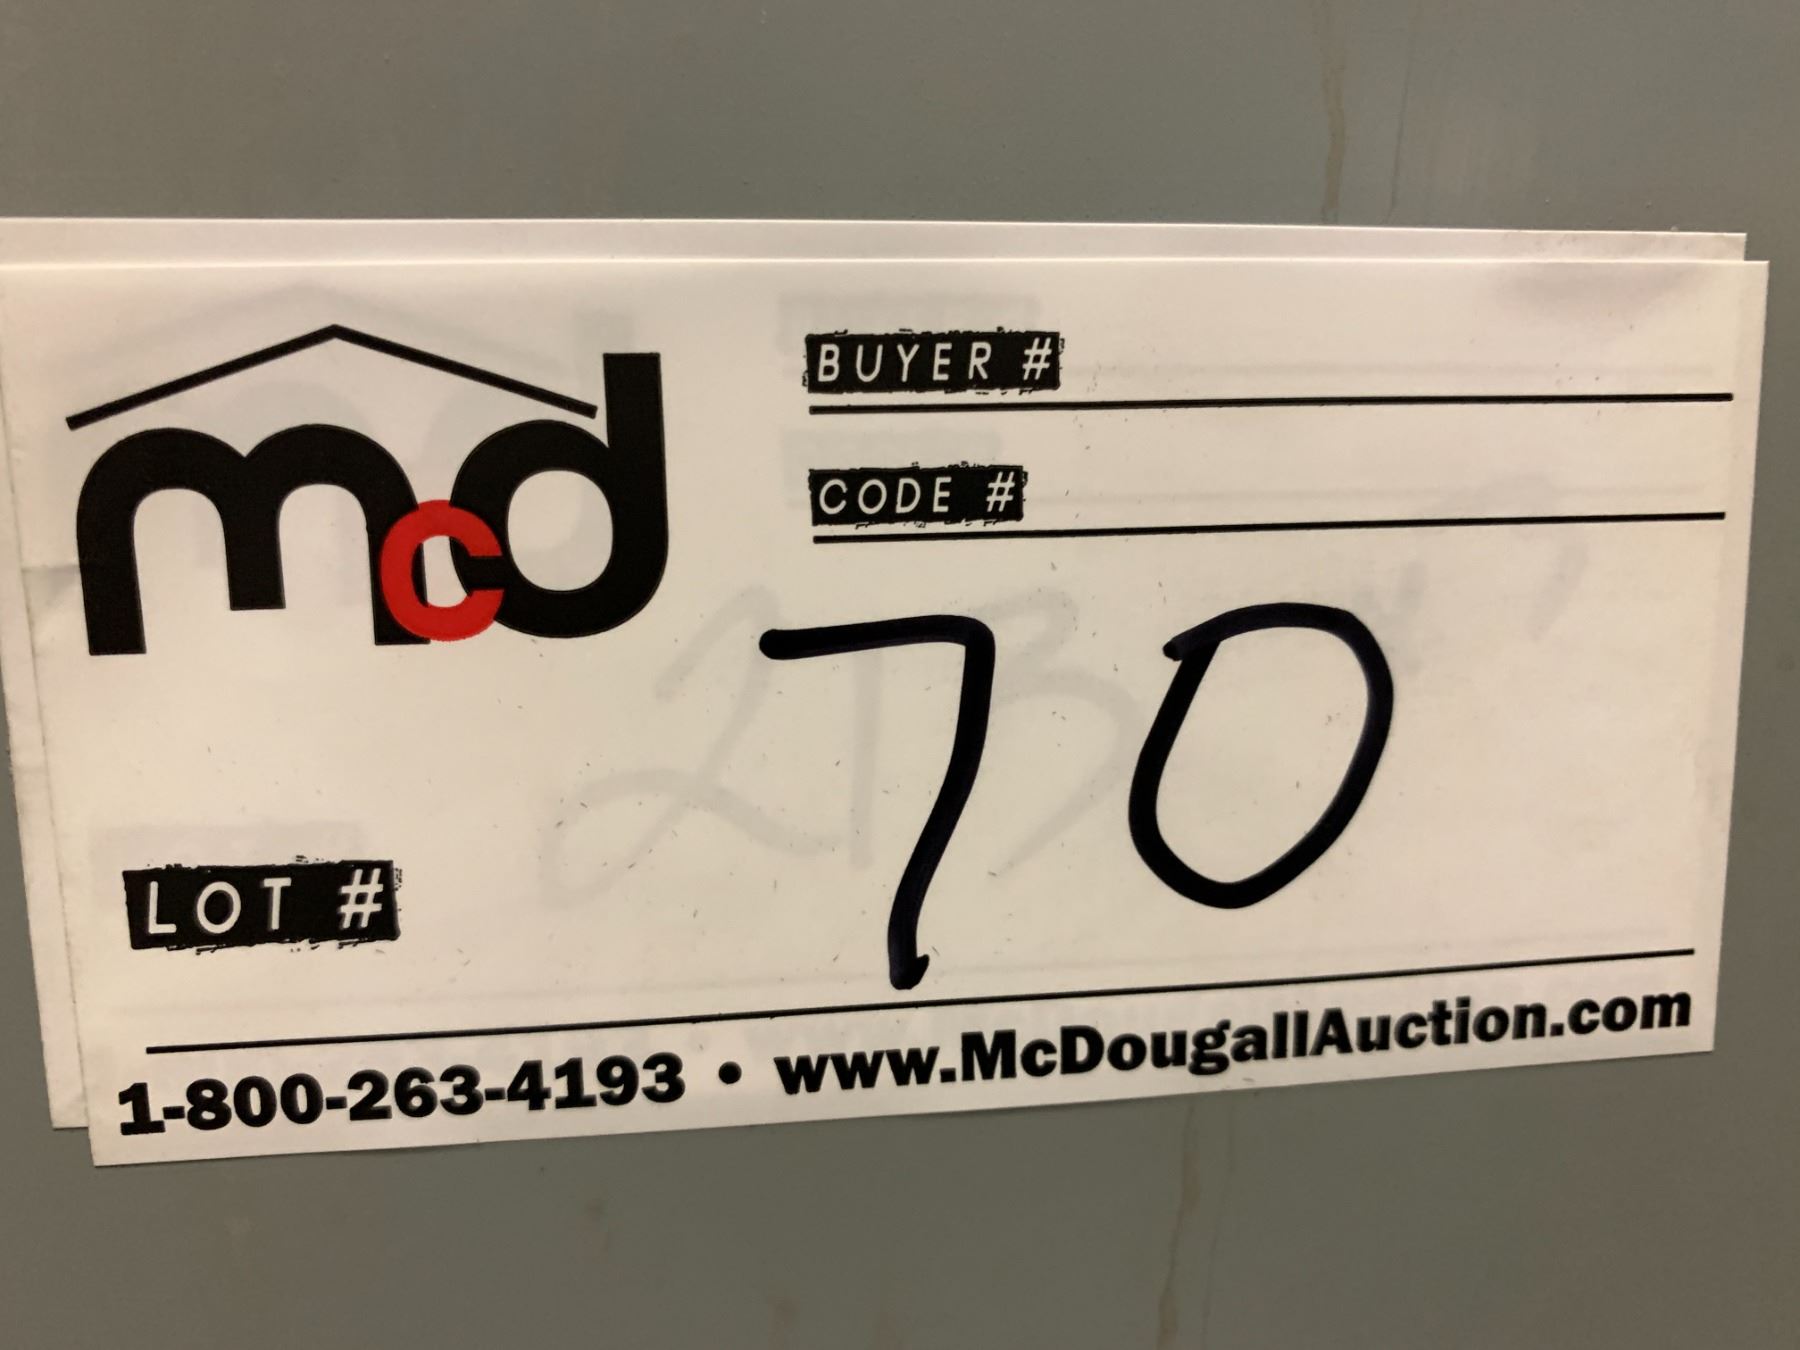 mcd
BUYER #
CODE #
LOT # 70
1-800-263-4193 • www.McDougallAuction.com